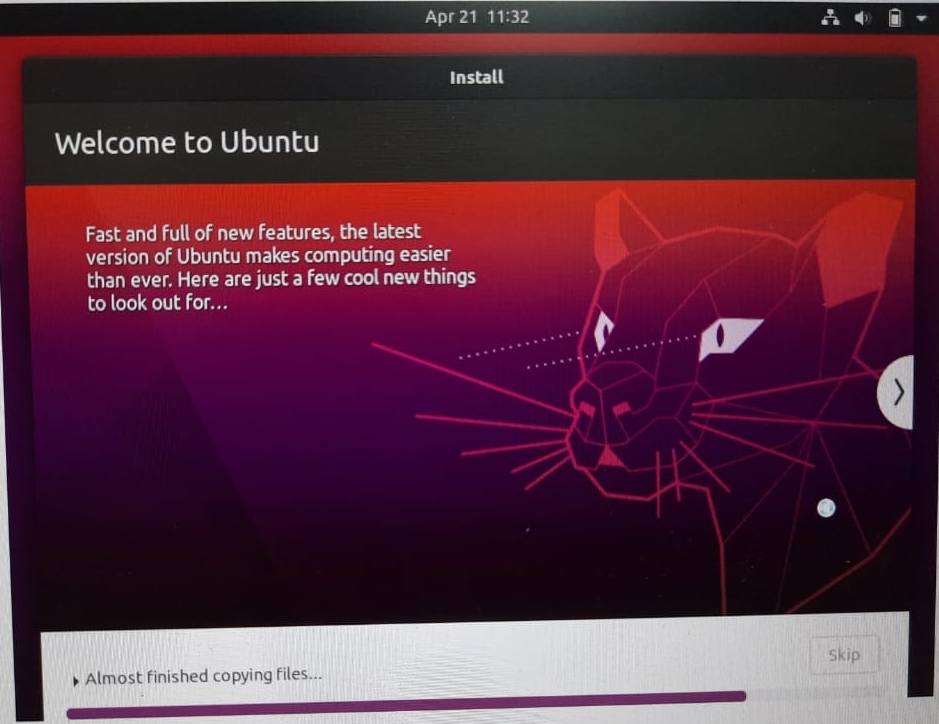 Apr 21 11:32
Install
Welcome to Ubuntu
Fast and full of new features, the latest
version of Ubuntu makes computing easier
than ever. Here are just a few cool new things
to look out for...
Skip
Almost finished copying files...